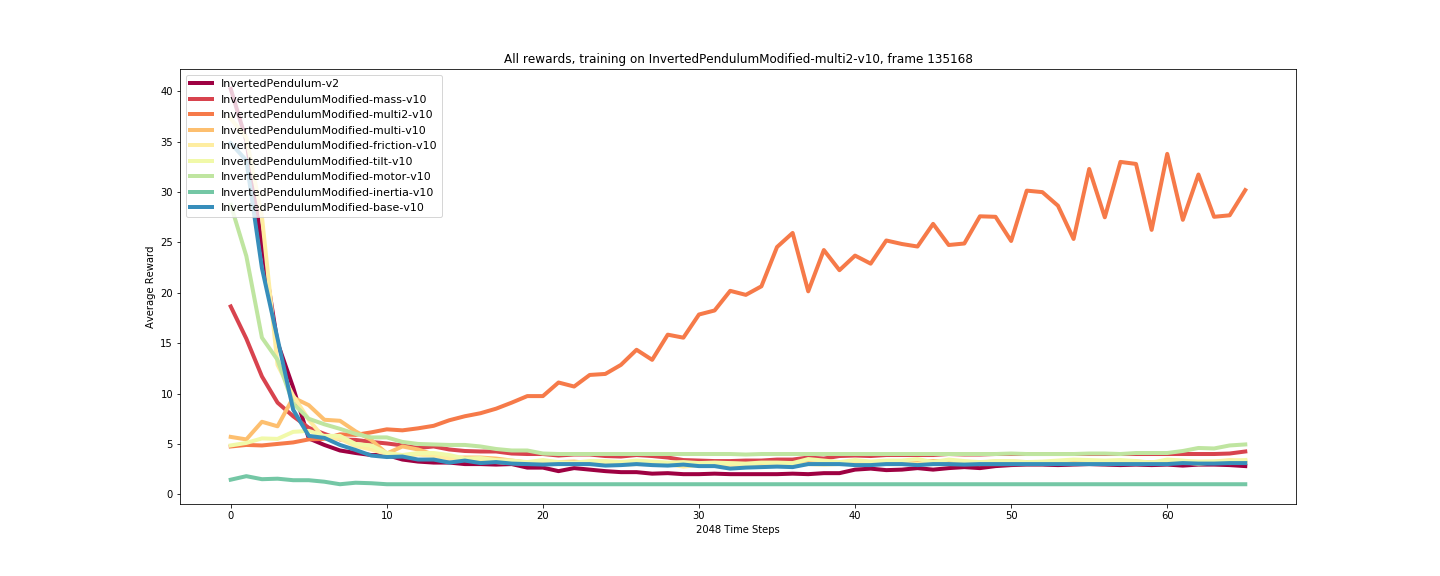 All rewards, training on InvertedPendulumModified-multi2-v10, frame 135168
InvertedPendulum-v2
InvertedPendulumModified-mass-v10
InvertedPendulumModified-multi2-v10
InvertedPendulumModified-multi-v10
InvertedPendulumModified-friction-v10
InvertedPendulumModified-tilt-v10
InvertedPendulumModified-motor-v10
InvertedPendulumModified-inertia-v10
InvertedPendulumModified-base-v10
Average Reward
40
35
30
25
20
15
10
5
0
0 10 20 30 40 50 60
2048 Time Steps